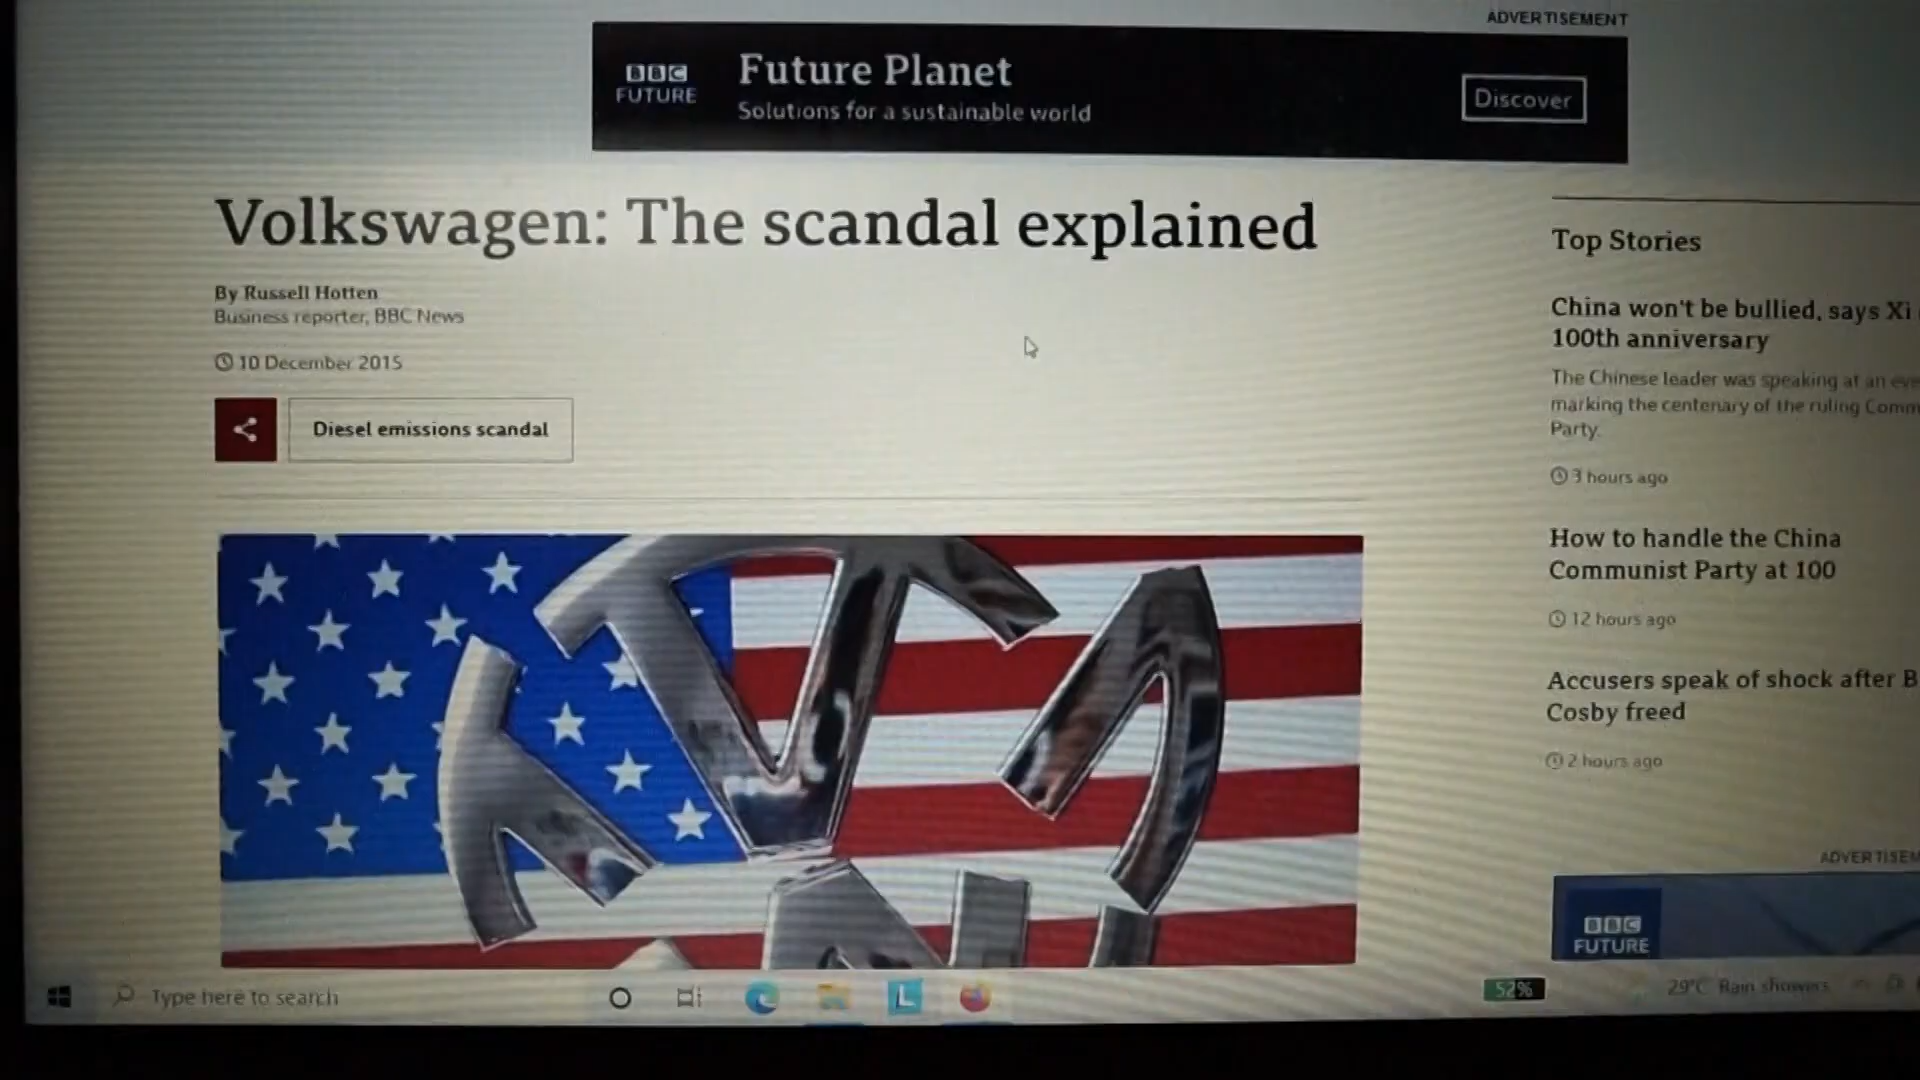 ADVERTISEMENT
BBC
FUTURE
Future Planet
Solutions for a sustainable world
Discover
Volkswagen: The scandal explained
By Russell Hotten
Business reporter, BBC News
10 December 2015
Diesel emissions scandal
Top Stories
China won't be bullied, says Xi
100th anniversary
The Chinese leader was speaking at an
marking the centenary of the ruling
Party.
3 hours ago
How to handle the China
Communist Party at 100
12 hours ago
Accusers speak of shock after B
Cosby freed
2 hours ago
ADVERTISEM
BBC
FUTURE
Type here to search
L
52%
29°C Rain showers